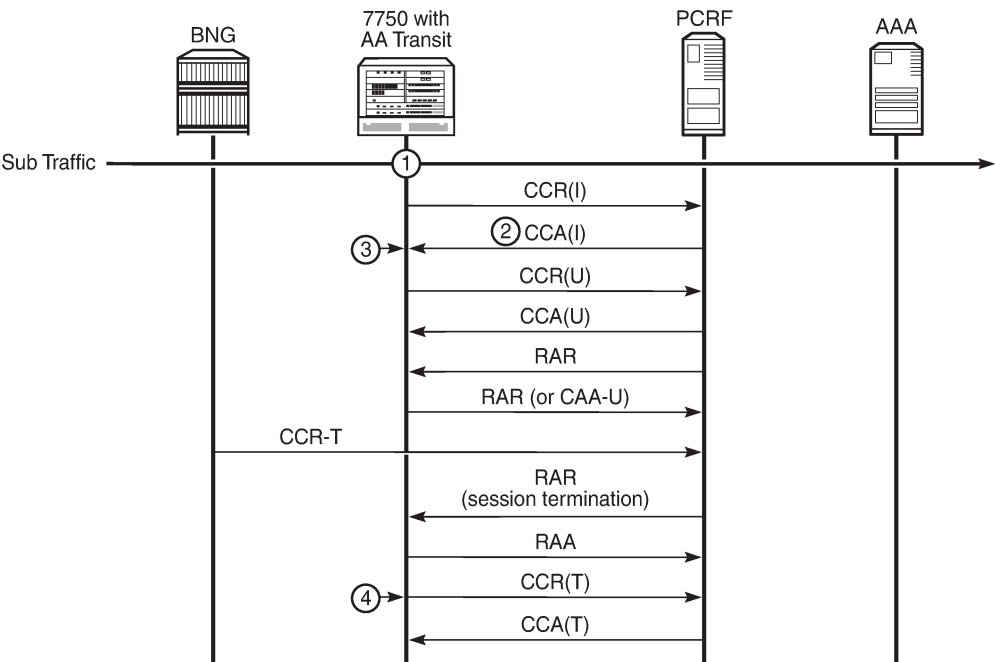 BNG
7750 with
AA Transit
PCRF
AAA
Sub Traffic
1
CCR(I)
2 CCA(I)
3
CCR(U)
CCA(U)
RAR
RAR (or CAA-U)
CCR-T
RAR
(session termination)
RAA
4
CCR(T)
CCA(T)